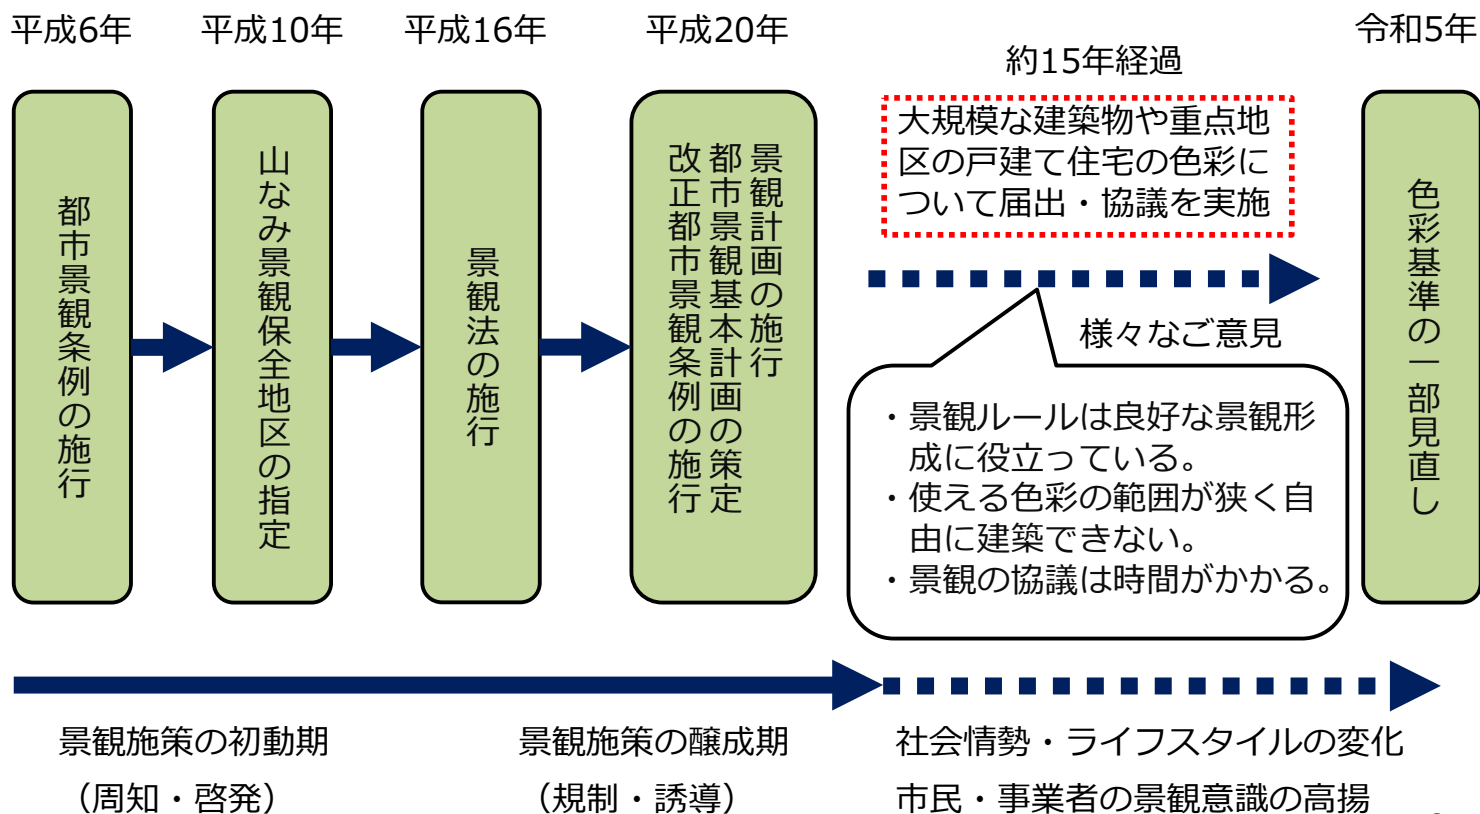 平成6年
平成10年
平成16年
平成20年
令和5年
約15年経過
都市景観条例の施行
山なみ景観保全地区の指定
景観法の施行
景観計画の施行
都市景観基本計画の策定
改正都市景観条例の施行
大規模な建築物や重点地
区の戸建て住宅の色彩に
ついて届出・協議を実施
様々なご意見
・景観ルールは良好な景観形
成に役立っている。
・使える色彩の範囲が狭く自
由に建築できない。
・景観の協議は時間がかかる。
色彩基準の一部見直し
景観施策の初動期
（周知・啓発）
景観施策の醸成期
（規制・誘導）
社会情勢・ライフスタイルの変化
市民・事業者の景観意識の高揚